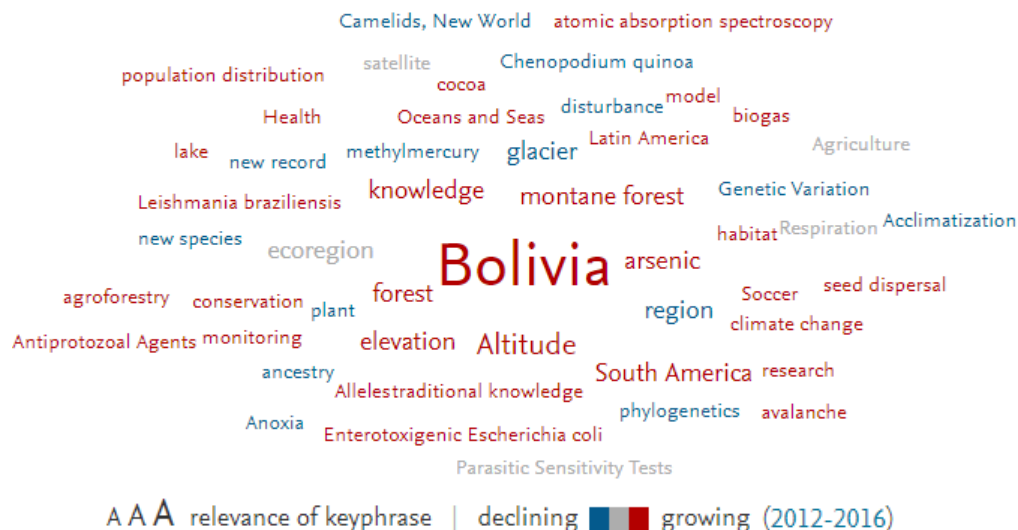 Camelids, New World atomic absorption spectroscopy
satellite Chenopodium quinoa
population distribution cocoa
disturbance model
Health Oceans and Seas biogas
Latin America Agriculture
lake new record methylmercury glacier
Leishmania braziliensis knowledge montane forest Genetic Variation
new species ecoregion habitat Respiration Acclimatization
Bolivia arsenic
agroforestry conservation plant forest region Soccer seed dispersal
climate change
Antiprotozoal Agents monitoring elevation Altitude
ancestry South America research
Allelestraditional knowledge
Anoxia phylogenetics avalanche
Enterotoxigenic Escherichia coli
Parasitic Sensitivity Tests
A A A relevance of keyphrase | declining growing (2012-2016)